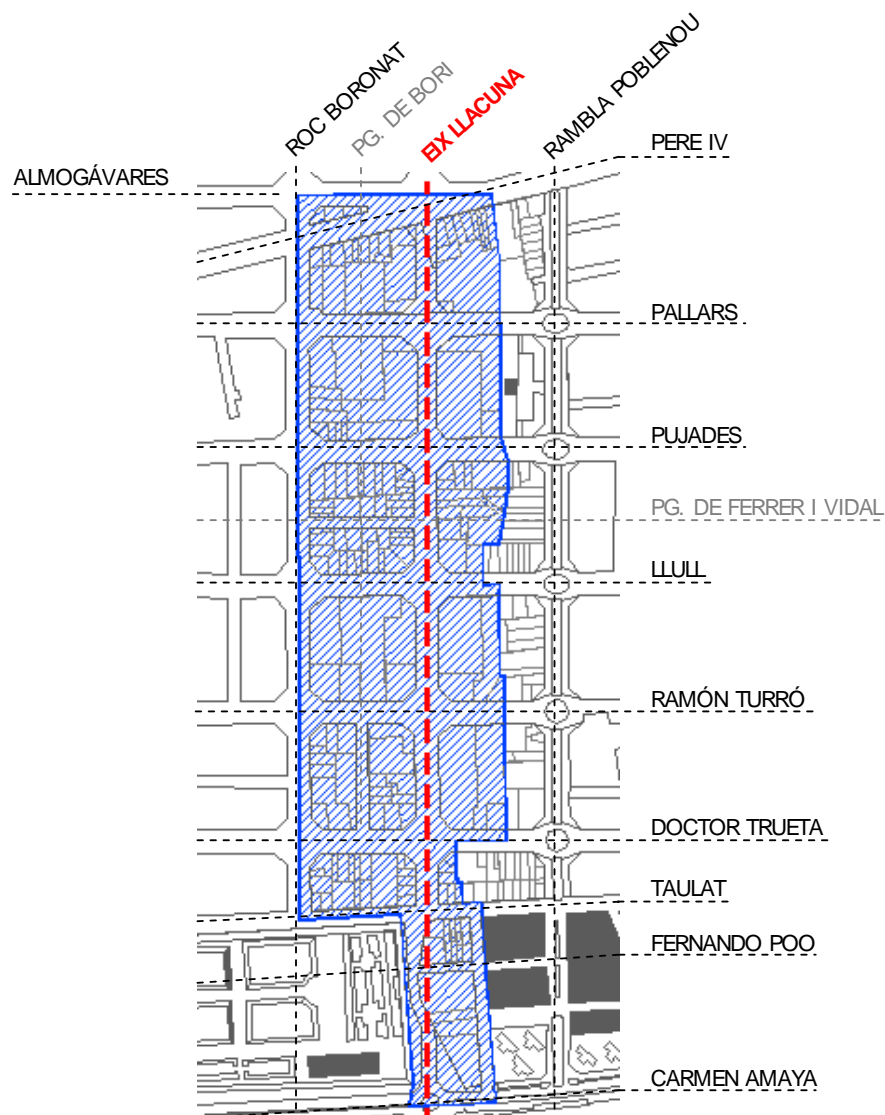 ROC BORONAT
PG. DE BORI
EIX LLACUNA
RAMBLA POBLENOU
PERE IV
ALMOGÁVARES
PALLARS
PUJADES
PG. DE FERRER I VIDAL
LLULL
RAMÓN TURRÓ
DOCTOR TRUETA
TAULAT
FERNANDO POO
CARMEN AMAYA